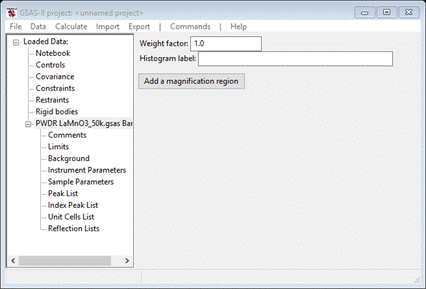 GSAS-II project: <unnamed project>
File Data Calculate Import Export | Commands | Help
Loaded Data:
Notebook
Controls
Covariance
Constraints
Restraints
Rigid bodies
PWDR LaMnO3_50k.gsas Bar
Comments
Limits
Background
Instrument Parameters
Sample Parameters
Peak List
Index Peak List
Unit Cells List
Reflection Lists
Weight factor: 1.0
Histogram label:
Add a magnification region